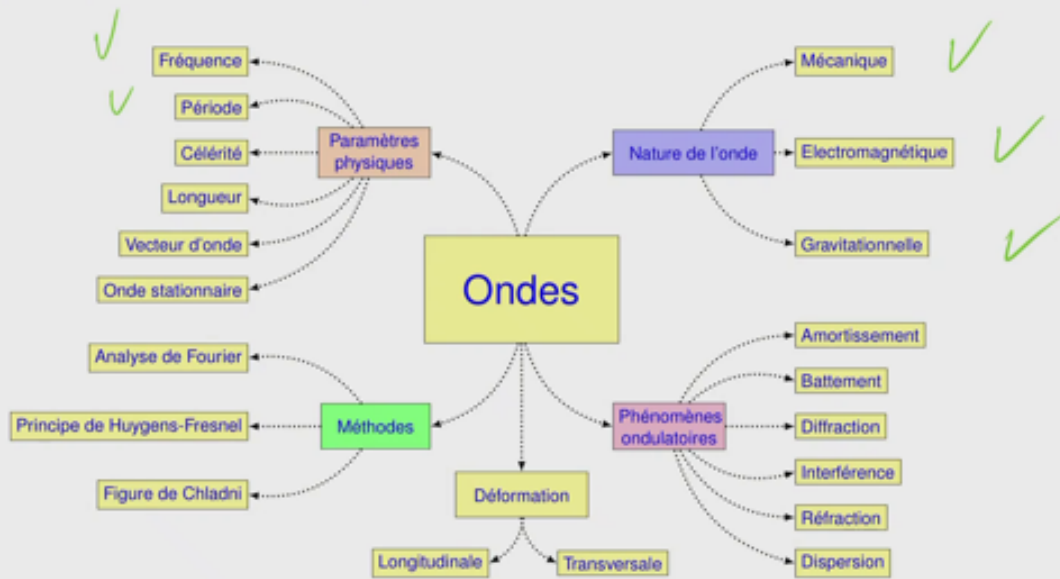 Fréquence
Période
Célérité
Longueur
Vecteur d'onde
Onde stationnaire
Paramètres
physiques
Nature de l'onde
Mécanique
Electromagnétique
Gravitationnelle
Ondes
Analyse de Fourier
Principe de Huygens-Fresnel
Figure de Chladni
Méthodes
Déformation
Longitudinale
Transversale
Phénomènes
ondulatoires
Amortissement
Battement
Diffraction
Interférence
Réfraction
Dispersion